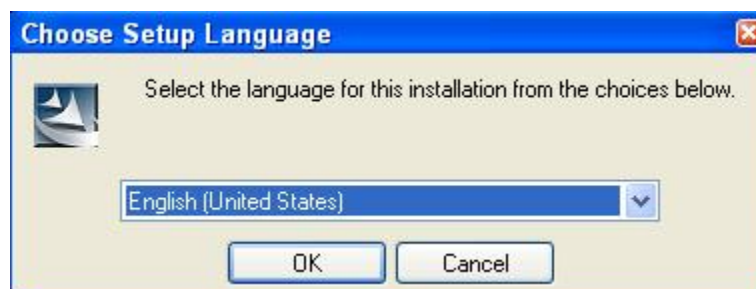 Choose Setup Language
Select the language for this installation from the choices below.
English (United States)
OK Cancel